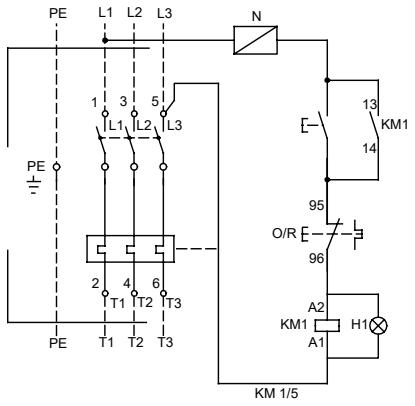 PE L1 L2 L3 N
1 3 5
L1 L2 L3
13
KM1
14
PE
95
O/R
96
2 4 6
T1 T2 T3
A2
KM1 H1
A1
PE T1 T2 T3
KM 1/5